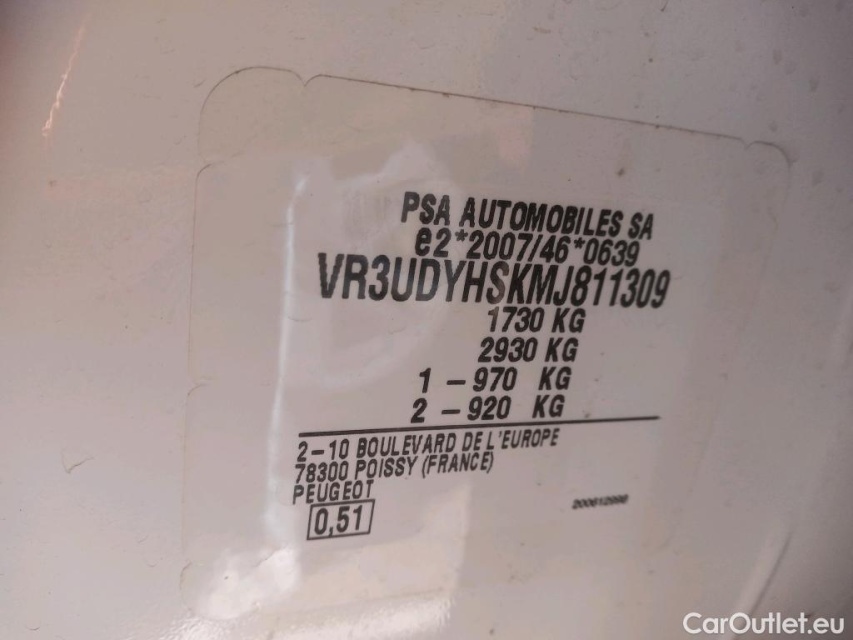 PSA AUTOMOBILES SA
e2*2007/46*0639
VR3UDYHSKMJ811309
1730 KG
2930 KG
1 – 970 KG
2 – 920 KG
2–10 BOULEVARD DE L'EUROPE
78300 POISSY (FRANCE)
PEUGEOT
0,51
CarOutlet.eu